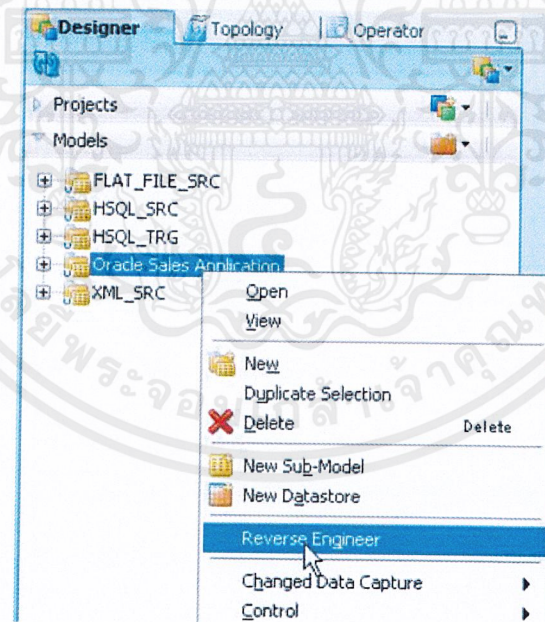 Designer Topology Operator
Projects
Models
FLAT_FILE_SRC
HSQL_SRC
HSQL_TRG
Oracle Sales Application
XML_SRC
Open
View
New
Duplicate Selection
Delete Delete
New Sub-Model
New Datastore
Reverse Engineer
Changed Data Capture
Control